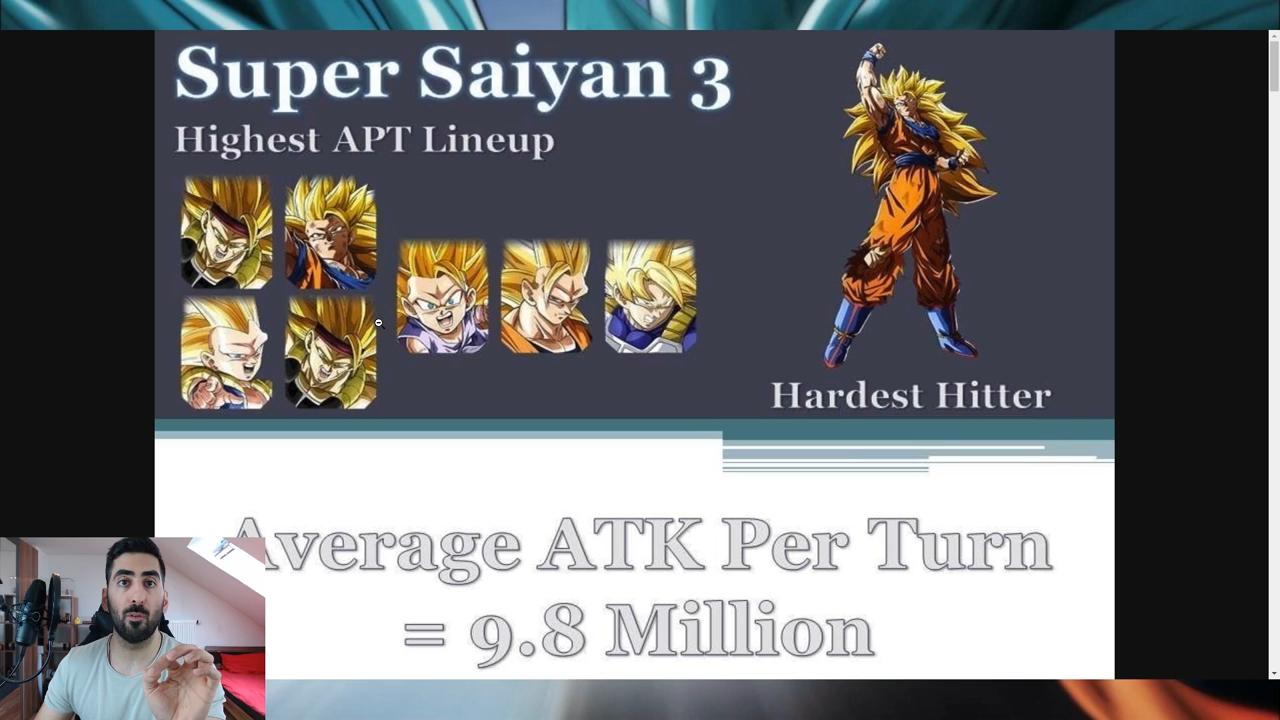 Super Saiyan 3
Highest APT Lineup
Hardest Hitter
Average ATK Per Turn
= 9.8 Million